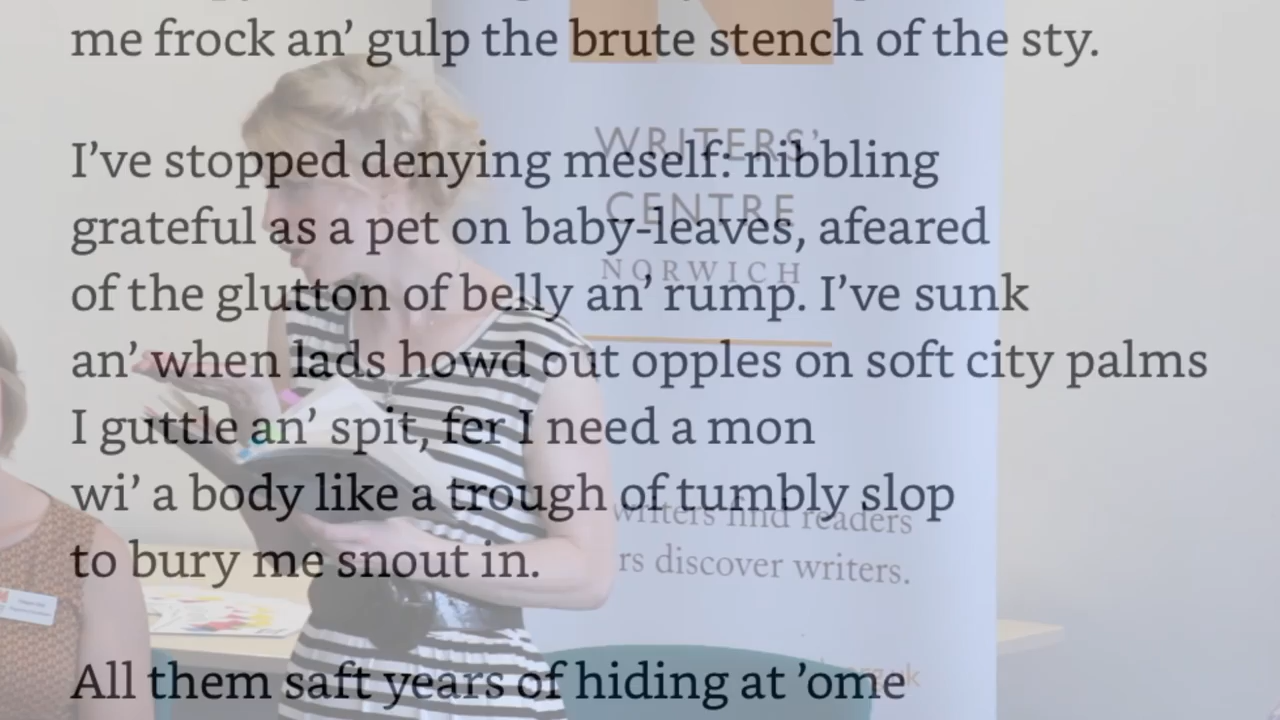 me frock an’ gulp the brute stench of the sty.
I’ve stopped denying meself: nibbling
grateful as a pet on baby-leaves, afeared
of the glutton of belly an’ rump. I’ve sunk
an’ when lads howd out opples on soft city palms
I guttle an’ spit, fer I need a mon
wi’ a body like a trough of tumbly slop
to bury me snout in.
All them saft years of hiding at ’ome
WRITERS’
CENTRE
NORWICH
writers find readers
rs discover writers.